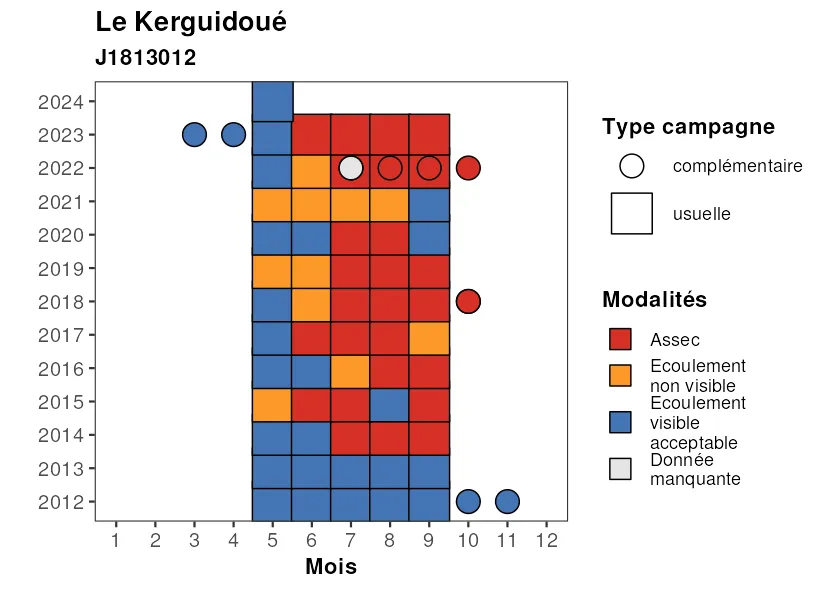 Le Kerguidoué
J1813012
2024
2023
2022
2021
2020
2019
2018
2017
2016
2015
2014
2013
2012
1 2 3 4 5 6 7 8 9 10 11 12
Mois
Type campagne
complémentaire
usuelle
Modalités
Assec
Ecoulement
non visible
Ecoulement
visible
acceptable
Donnée
manquante